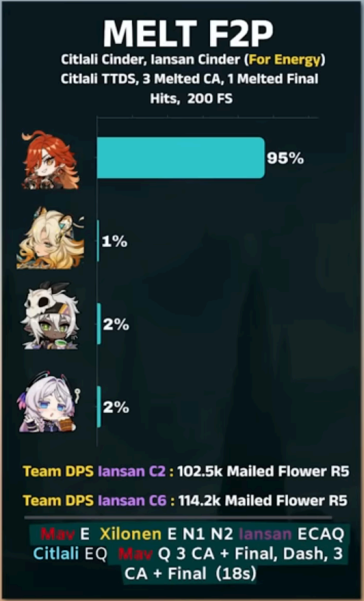 MELT F2P
Citlali Cinder, Iansan Cinder (For Energy)
Citlali TTDS, 3 Melted CA, 1 Melted Final
Hits, 200 FS
95%
1%
2%
2%
Team DPS Iansan C2 : 102.5k Mailed Flower R5
Team DPS Iansan C6 : 114.2k Mailed Flower R5
Mav E Xilonen E N1 N2 Iansan ECAQ
Citlali EQ Mav Q 3 CA + Final, Dash, 3
CA + Final (18s)